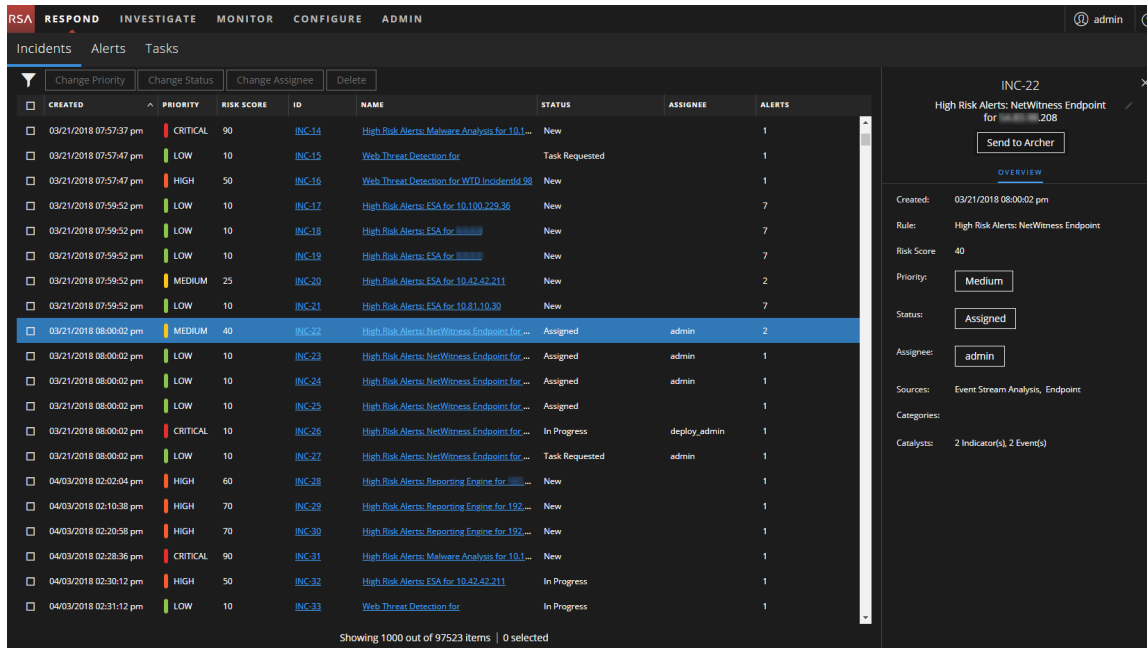 RSA RESPOND INVESTIGATE MONITOR CONFIGURE ADMIN admin
Incidents Alerts Tasks
Change Priority Change Status Change Assignee Delete
CREATED PRIORITY RISK SCORE ID NAME STATUS ASSIGNEE ALERTS
03/21/2018 07:57:37 pm CRITICAL 90 INC-14 High Risk Alerts: Malware Analysis for 10.1... New 1
03/21/2018 07:57:47 pm LOW 10 INC-15 Web Threat Detection for Task Requested 1
03/21/2018 07:57:47 pm HIGH 50 INC-16 Web Threat Detection for WTD IncidentId 98 New 1
03/21/2018 07:59:52 pm LOW 10 INC-17 High Risk Alerts: ESA for 10.100.229.36 New 7
03/21/2018 07:59:52 pm LOW 10 INC-18 High Risk Alerts: ESA for New 7
03/21/2018 07:59:52 pm LOW 10 INC-19 High Risk Alerts: ESA for New 7
03/21/2018 07:59:52 pm MEDIUM 25 INC-20 High Risk Alerts: ESA for 10.42.42.211 New 2
03/21/2018 07:59:52 pm LOW 10 INC-21 High Risk Alerts: ESA for 10.81.10.30 New 7
03/21/2018 08:00:02 pm MEDIUM 40 INC-22 High Risk Alerts: NetWitness Endpoint for ... Assigned admin 2
03/21/2018 08:00:02 pm LOW 10 INC-23 High Risk Alerts: NetWitness Endpoint for ... Assigned admin 1
03/21/2018 08:00:02 pm LOW 10 INC-24 High Risk Alerts: NetWitness Endpoint for ... Assigned admin 1
03/21/2018 08:00:02 pm LOW 10 INC-25 High Risk Alerts: NetWitness Endpoint for ... Assigned 1
03/21/2018 08:00:02 pm CRITICAL 10 INC-26 High Risk Alerts: NetWitness Endpoint for ... In Progress deploy_admin 1
03/21/2018 08:00:02 pm LOW 10 INC-27 High Risk Alerts: NetWitness Endpoint for ... Task Requested admin 1
04/03/2018 02:02:04 pm HIGH 60 INC-28 High Risk Alerts: Reporting Engine for ... New 1
04/03/2018 02:10:38 pm HIGH 70 INC-29 High Risk Alerts: Reporting Engine for 192.... New 1
04/03/2018 02:20:58 pm HIGH 70 INC-30 High Risk Alerts: Reporting Engine for 192.... New 1
04/03/2018 02:28:36 pm CRITICAL 90 INC-31 High Risk Alerts: Malware Analysis for 10.1... New 1
04/03/2018 02:30:12 pm HIGH 50 INC-32 High Risk Alerts: ESA for 10.42.42.211 In Progress 1
04/03/2018 02:31:12 pm LOW 10 INC-33 Web Threat Detection for In Progress 1
Showing 1000 out of 97523 items | 0 selected
INC-22
High Risk Alerts: NetWitness Endpoint
for .208
Send to Archer
OVERVIEW
Created: 03/21/2018 08:00:02 pm
Rule: High Risk Alerts: NetWitness Endpoint
Risk Score 40
Priority: Medium
Status: Assigned
Assignee: admin
Sources: Event Stream Analysis, Endpoint
Categories:
Catalysts: 2 Indicator(s), 2 Event(s)